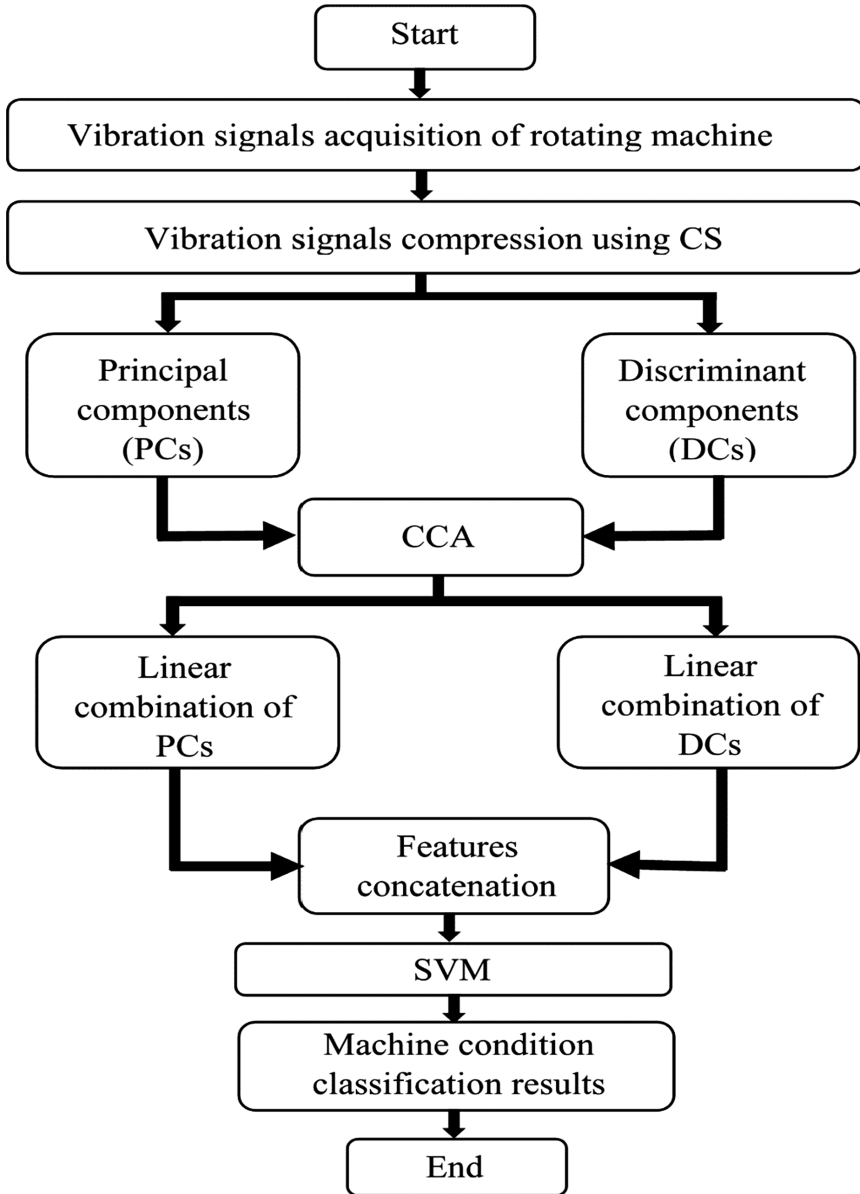 Start
Vibration signals acquisition of rotating machine
Vibration signals compression using CS
Principal
components
(PCs)
Discriminant
components
(DCs)
CCA
Linear
combination of
PCs
Linear
combination of
DCs
Features
concatenation
SVM
Machine condition
classification results
End